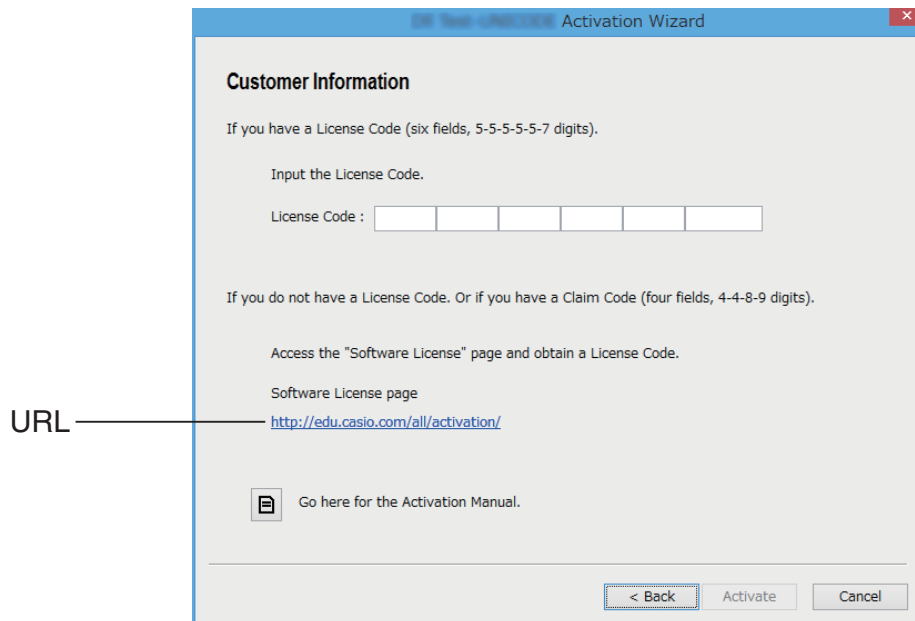 Activation Wizard
Customer Information
If you have a License Code (six fields, 5-5-5-5-5-7 digits).
Input the License Code.
License Code :
If you do not have a License Code. Or if you have a Claim Code (four fields, 4-4-8-9 digits).
Access the "Software License" page and obtain a License Code.
Software License page
URL
http://edu.casio.com/all/activation/
Go here for the Activation Manual.
< Back
Activate
Cancel